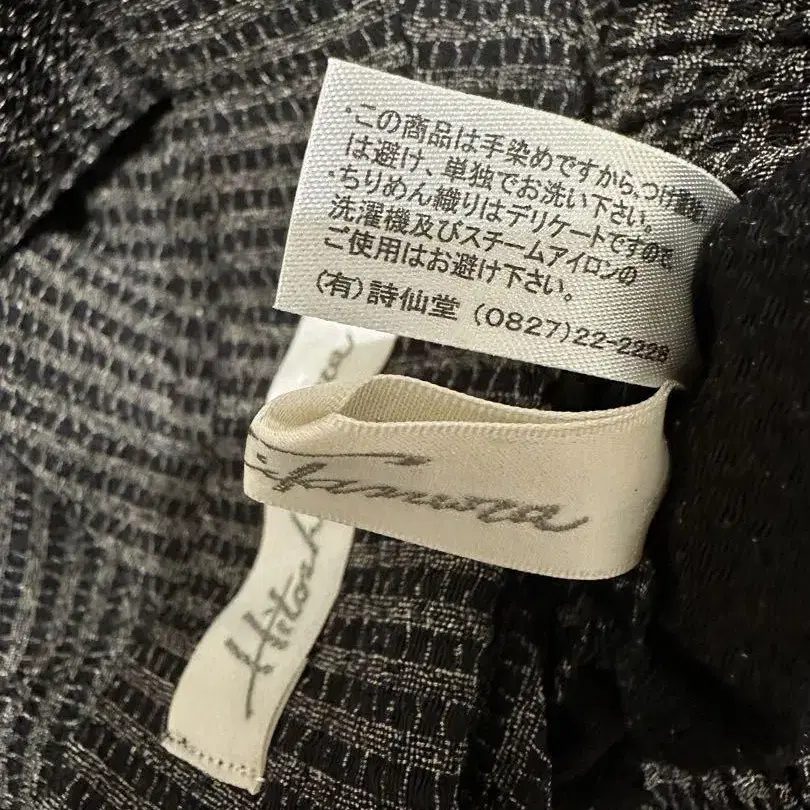 ・この商品は手染めですから、つけ置き洗い
は避け、単独でお洗い下さい。
・ちりめん織りはデリケートですので、
洗濯機及びスチームアイロンの
ご使用はお避け下さい。
(有)詩仙堂 (0827)22-2228